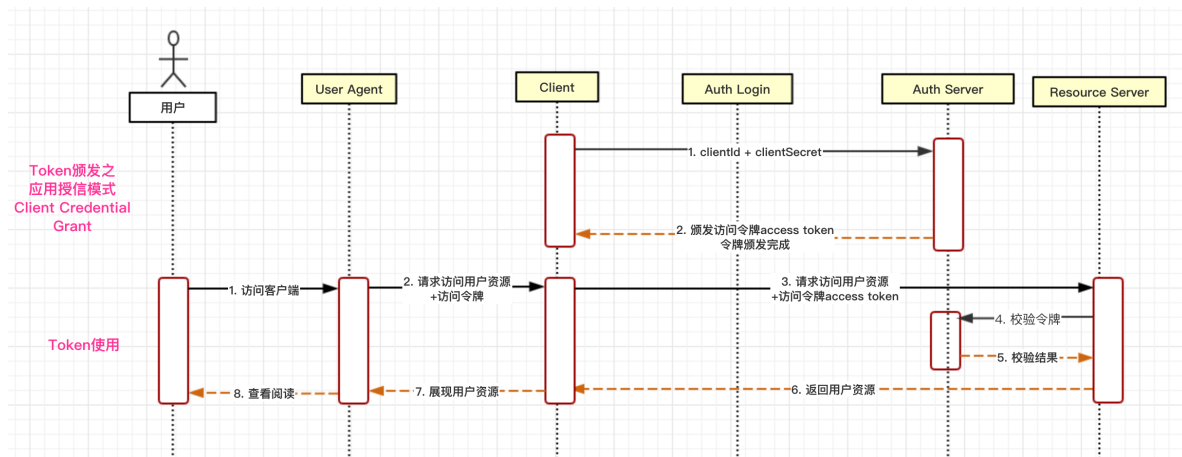 用户
User Agent
Client
Auth Login
Auth Server
Resource Server
Token颁发之
应用授信模式
Client Credential
Grant
1. clientId + clientSecret
2. 颁发访问令牌access token
令牌颁发完成
Token使用
1. 访问客户端
2. 请求访问用户资源
+访问令牌
3. 请求访问用户资源
+访问令牌access token
4. 校验令牌
5. 校验结果
6. 返回用户资源
7. 展现用户资源
8. 查看阅读